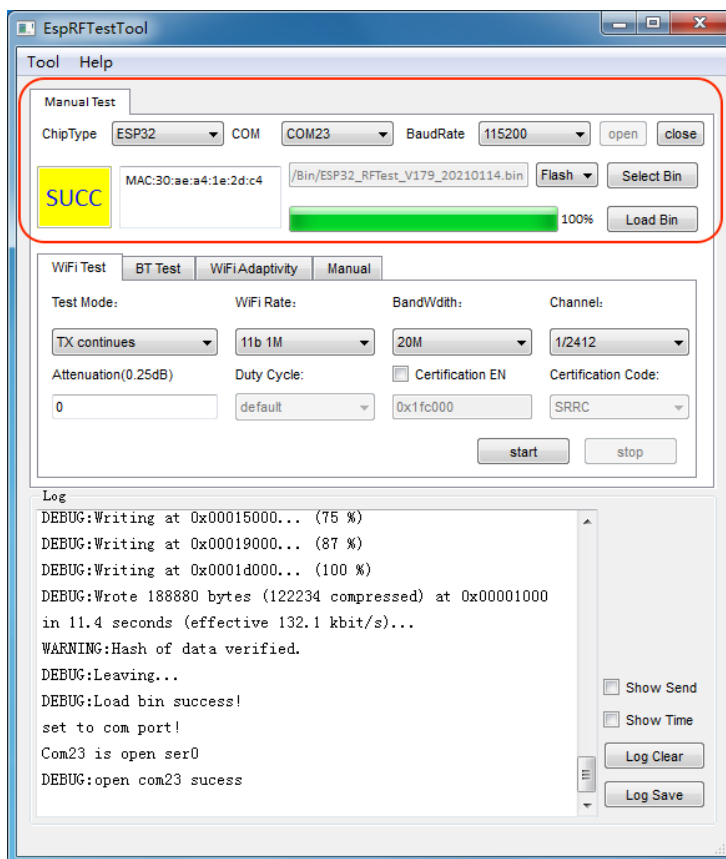 EspRFTestTool
Tool Help
Manual Test
ChipType ESP32 COM COM23 BaudRate 115200 open close
SUCC MAC:30:ae:a4:1e:2d:c4 /Bin/ESP32_RFTest_V179_20210114.bin Flash Select Bin
100% Load Bin
WiFi Test BT Test WiFi Adaptivity Manual
Test Mode: WiFi Rate: BandWdith: Channel:
TX continues 11b 1M 20M 1/2412
Attenuation(0.25dB) Duty Cycle: Certification EN Certification Code:
0 default 0x1fc000 SRRC
start stop
Log
DEBUG:Writing at 0x00015000... (75 %)
DEBUG:Writing at 0x00019000... (87 %)
DEBUG:Writing at 0x0001d000... (100 %)
DEBUG:Wrote 188880 bytes (122234 compressed) at 0x00001000
in 11.4 seconds (effective 132.1 kbit/s)...
WARNING:Hash of data verified.
DEBUG:Leaving...
DEBUG:Load bin success!
set to com port!
Com23 is open ser0
DEBUG:open com23 sucess
Show Send
Show Time
Log Clear
Log Save